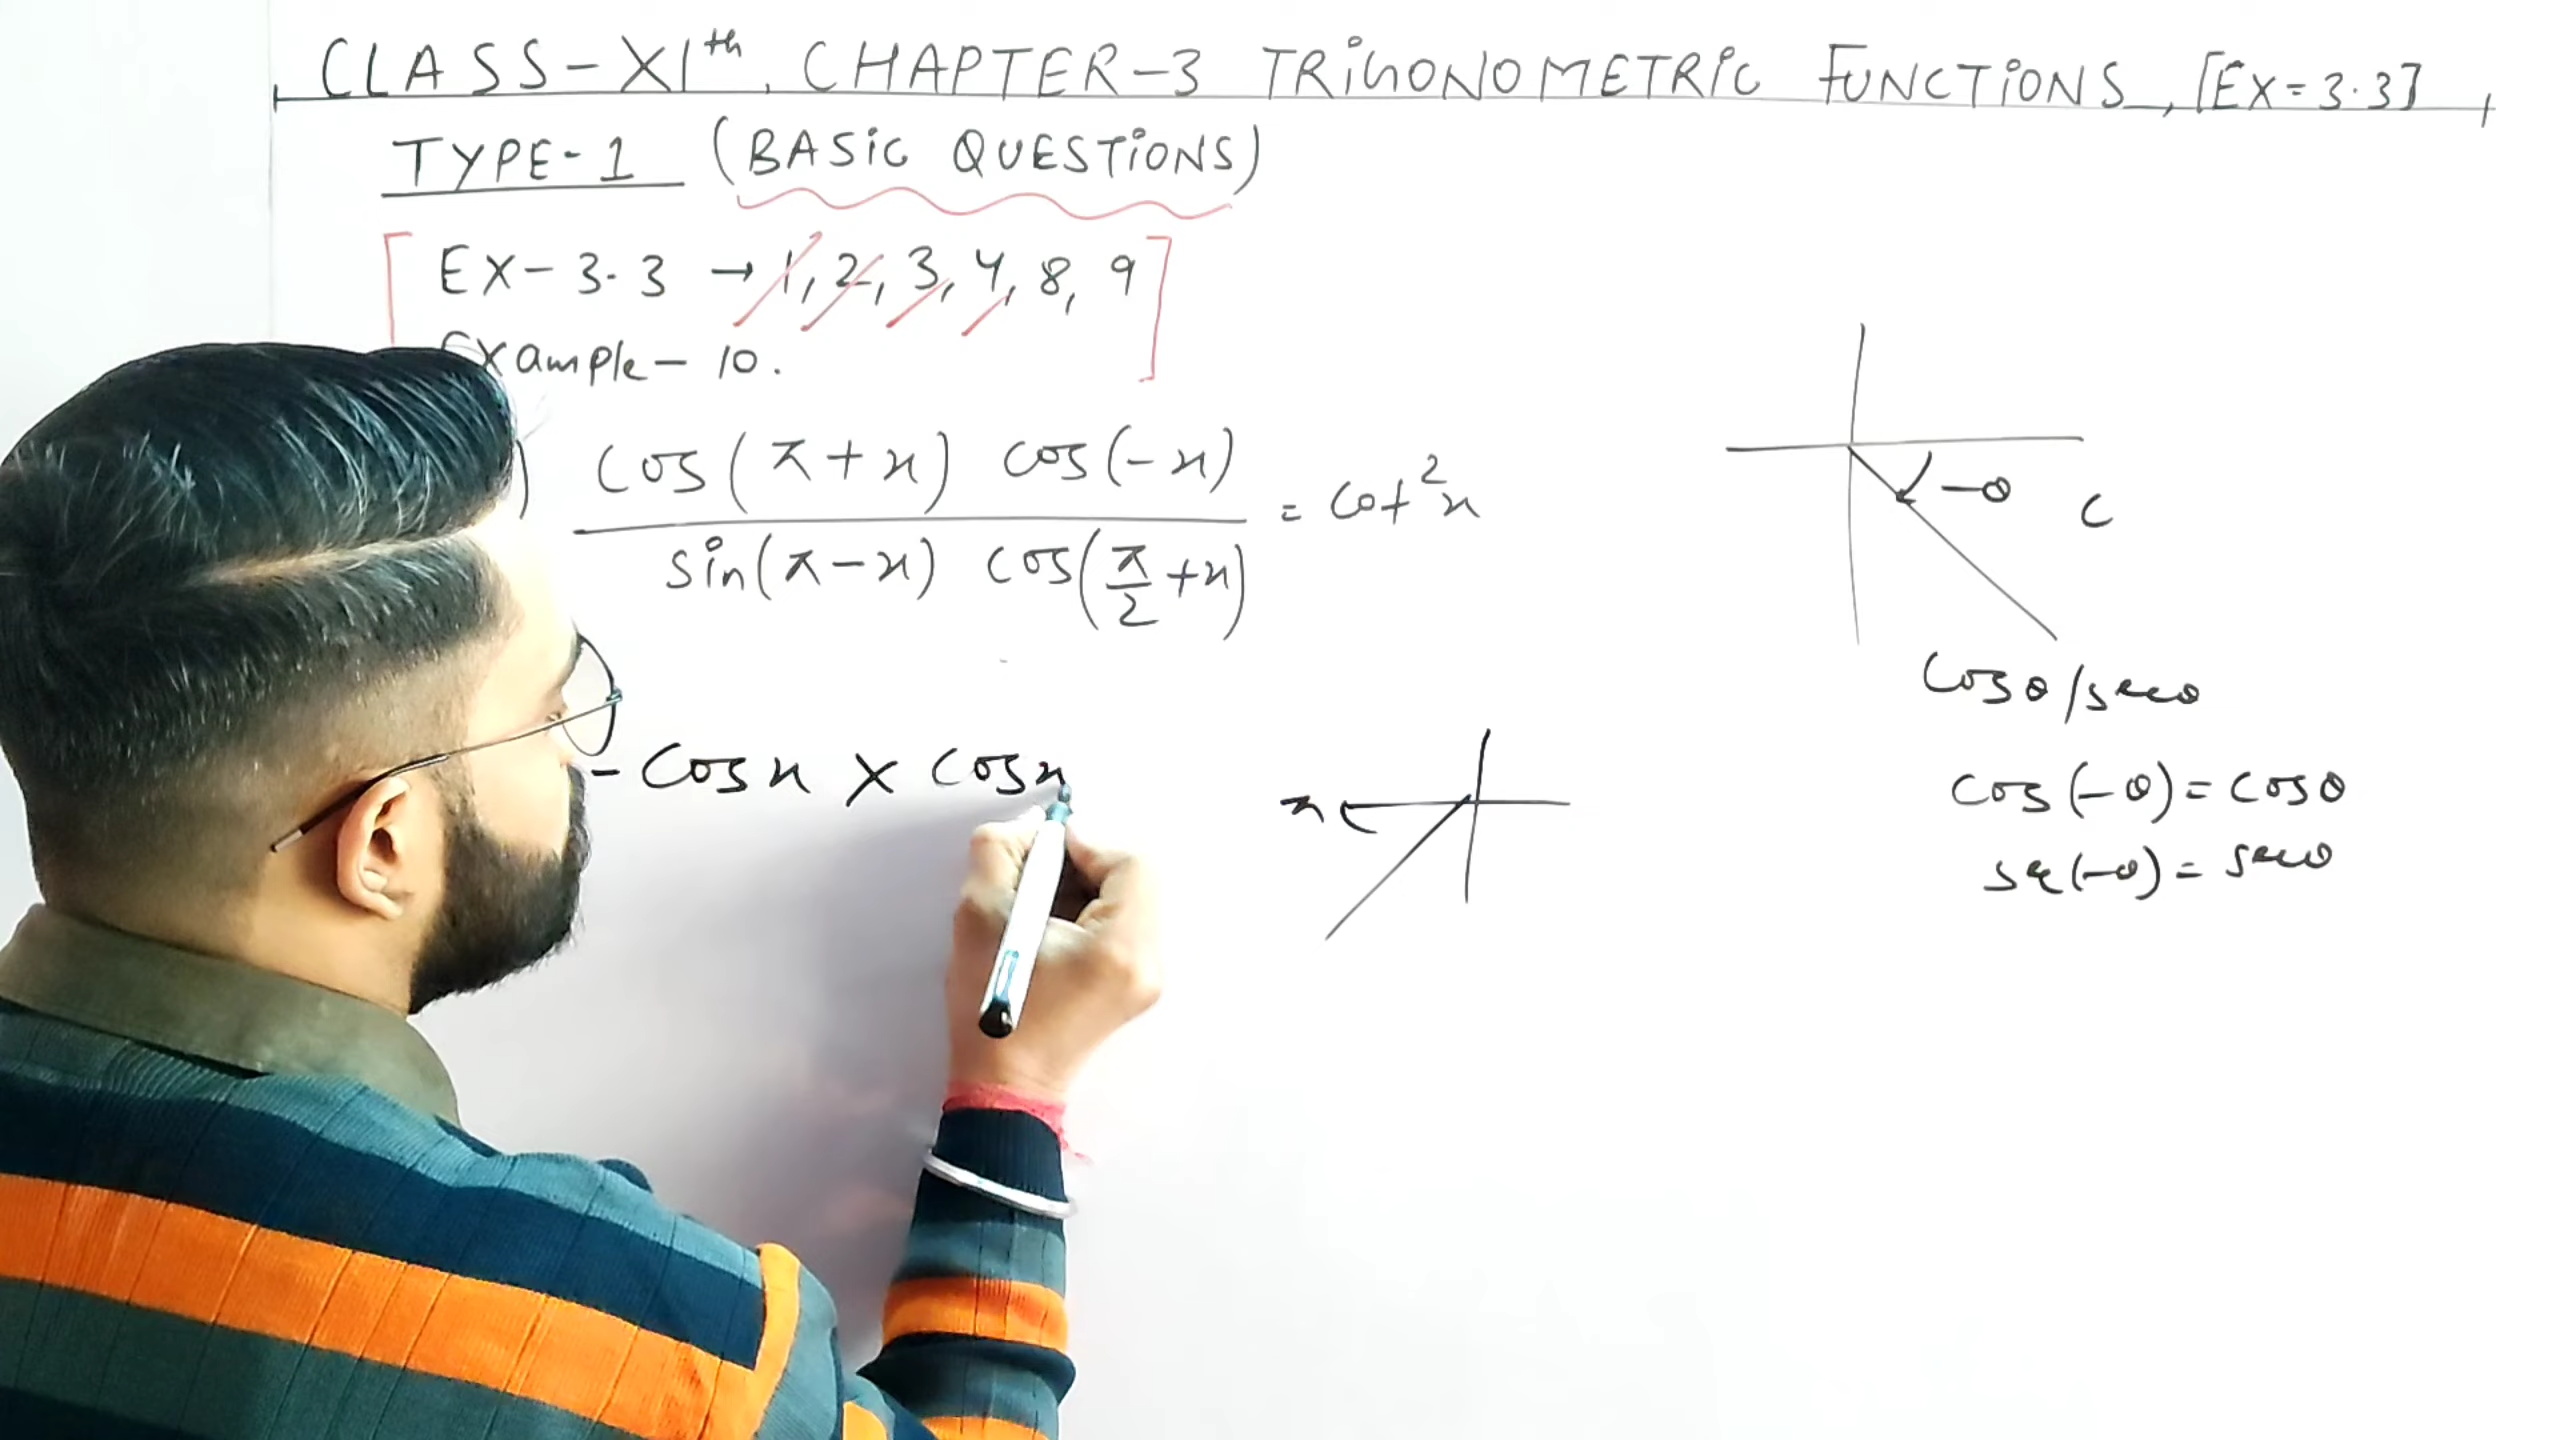 CLASS-XIth, CHAPTER-3 TRIGONOMETRIC FUNCTIONS, [EX=3.3]
TYPE-1 (BASIC QUESTIONS)
EX-3.3 → 1, 2, 3, 4, 8, 9
Example-10.
) cos(π+x) cos(-x)
sin(π-x) cos(π/2+x)
= cot²x
-θ C
cosθ/secθ
- cosx × cosx
π
cos(-θ) = cosθ
sec(-θ) = secθ